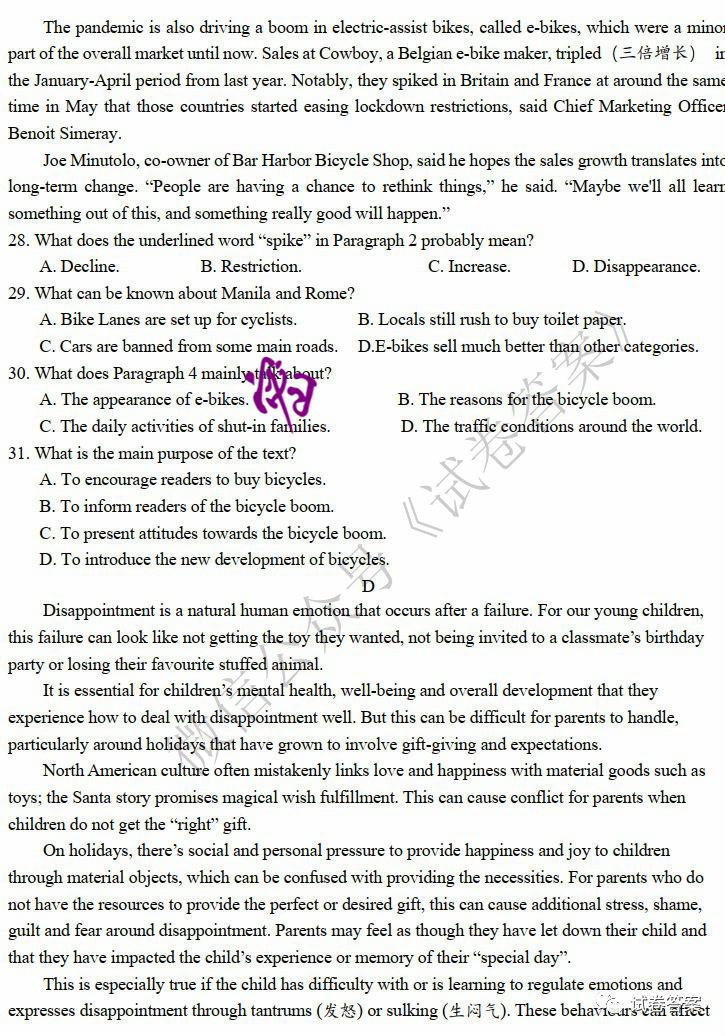 The pandemic is also driving a boom in electric-assist bikes, called e-bikes, which were a minor
part of the overall market until now. Sales at Cowboy, a Belgian e-bike maker, tripled (三倍增长) in
the January-April period from last year. Notably, they spiked in Britain and France at around the same
time in May that those countries started easing lockdown restrictions, said Chief Marketing Officer
Benoit Simeray.
Joe Minutolo, co-owner of Bar Harbor Bicycle Shop, said he hopes the sales growth translates into
long-term change. “People are having a chance to rethink things,” he said. “Maybe we'll all learn
something out of this, and something really good will happen.”
28. What does the underlined word “spike” in Paragraph 2 probably mean?
A. Decline. B. Restriction. C. Increase. D. Disappearance.
29. What can be known about Manila and Rome?
A. Bike Lanes are set up for cyclists. B. Locals still rush to buy toilet paper.
C. Cars are banned from some main roads. D.E-bikes sell much better than other categories.
30. What does Paragraph 4 mainly talk about?
A. The appearance of e-bikes. B. The reasons for the bicycle boom.
C. The daily activities of shut-in families. D. The traffic conditions around the world.
31. What is the main purpose of the text?
A. To encourage readers to buy bicycles.
B. To inform readers of the bicycle boom.
C. To present attitudes towards the bicycle boom.
D. To introduce the new development of bicycles.
D
Disappointment is a natural human emotion that occurs after a failure. For our young children,
this failure can look like not getting the toy they wanted, not being invited to a classmate’s birthday
party or losing their favourite stuffed animal.
It is essential for children’s mental health, well-being and overall development that they
experience how to deal with disappointment well. But this can be difficult for parents to handle,
particularly around holidays that have grown to involve gift-giving and expectations.
North American culture often mistakenly links love and happiness with material goods such as
toys; the Santa story promises magical wish fulfillment. This can cause conflict for parents when
children do not get the “right” gift.
On holidays, there’s social and personal pressure to provide happiness and joy to children
through material objects, which can be confused with providing the necessities. For parents who do
not have the resources to provide the perfect or desired gift, this can cause additional stress, shame,
guilt and fear around disappointment. Parents may feel as though they have let down their child and
that they have impacted the child’s experience or memory of their “special day”.
This is especially true if the child has difficulty with or is learning to regulate emotions and
expresses disappointment through tantrums (发怒) or sulking (生闷气). These behaviours can affect
微信公众号《试卷答案》
试卷答案